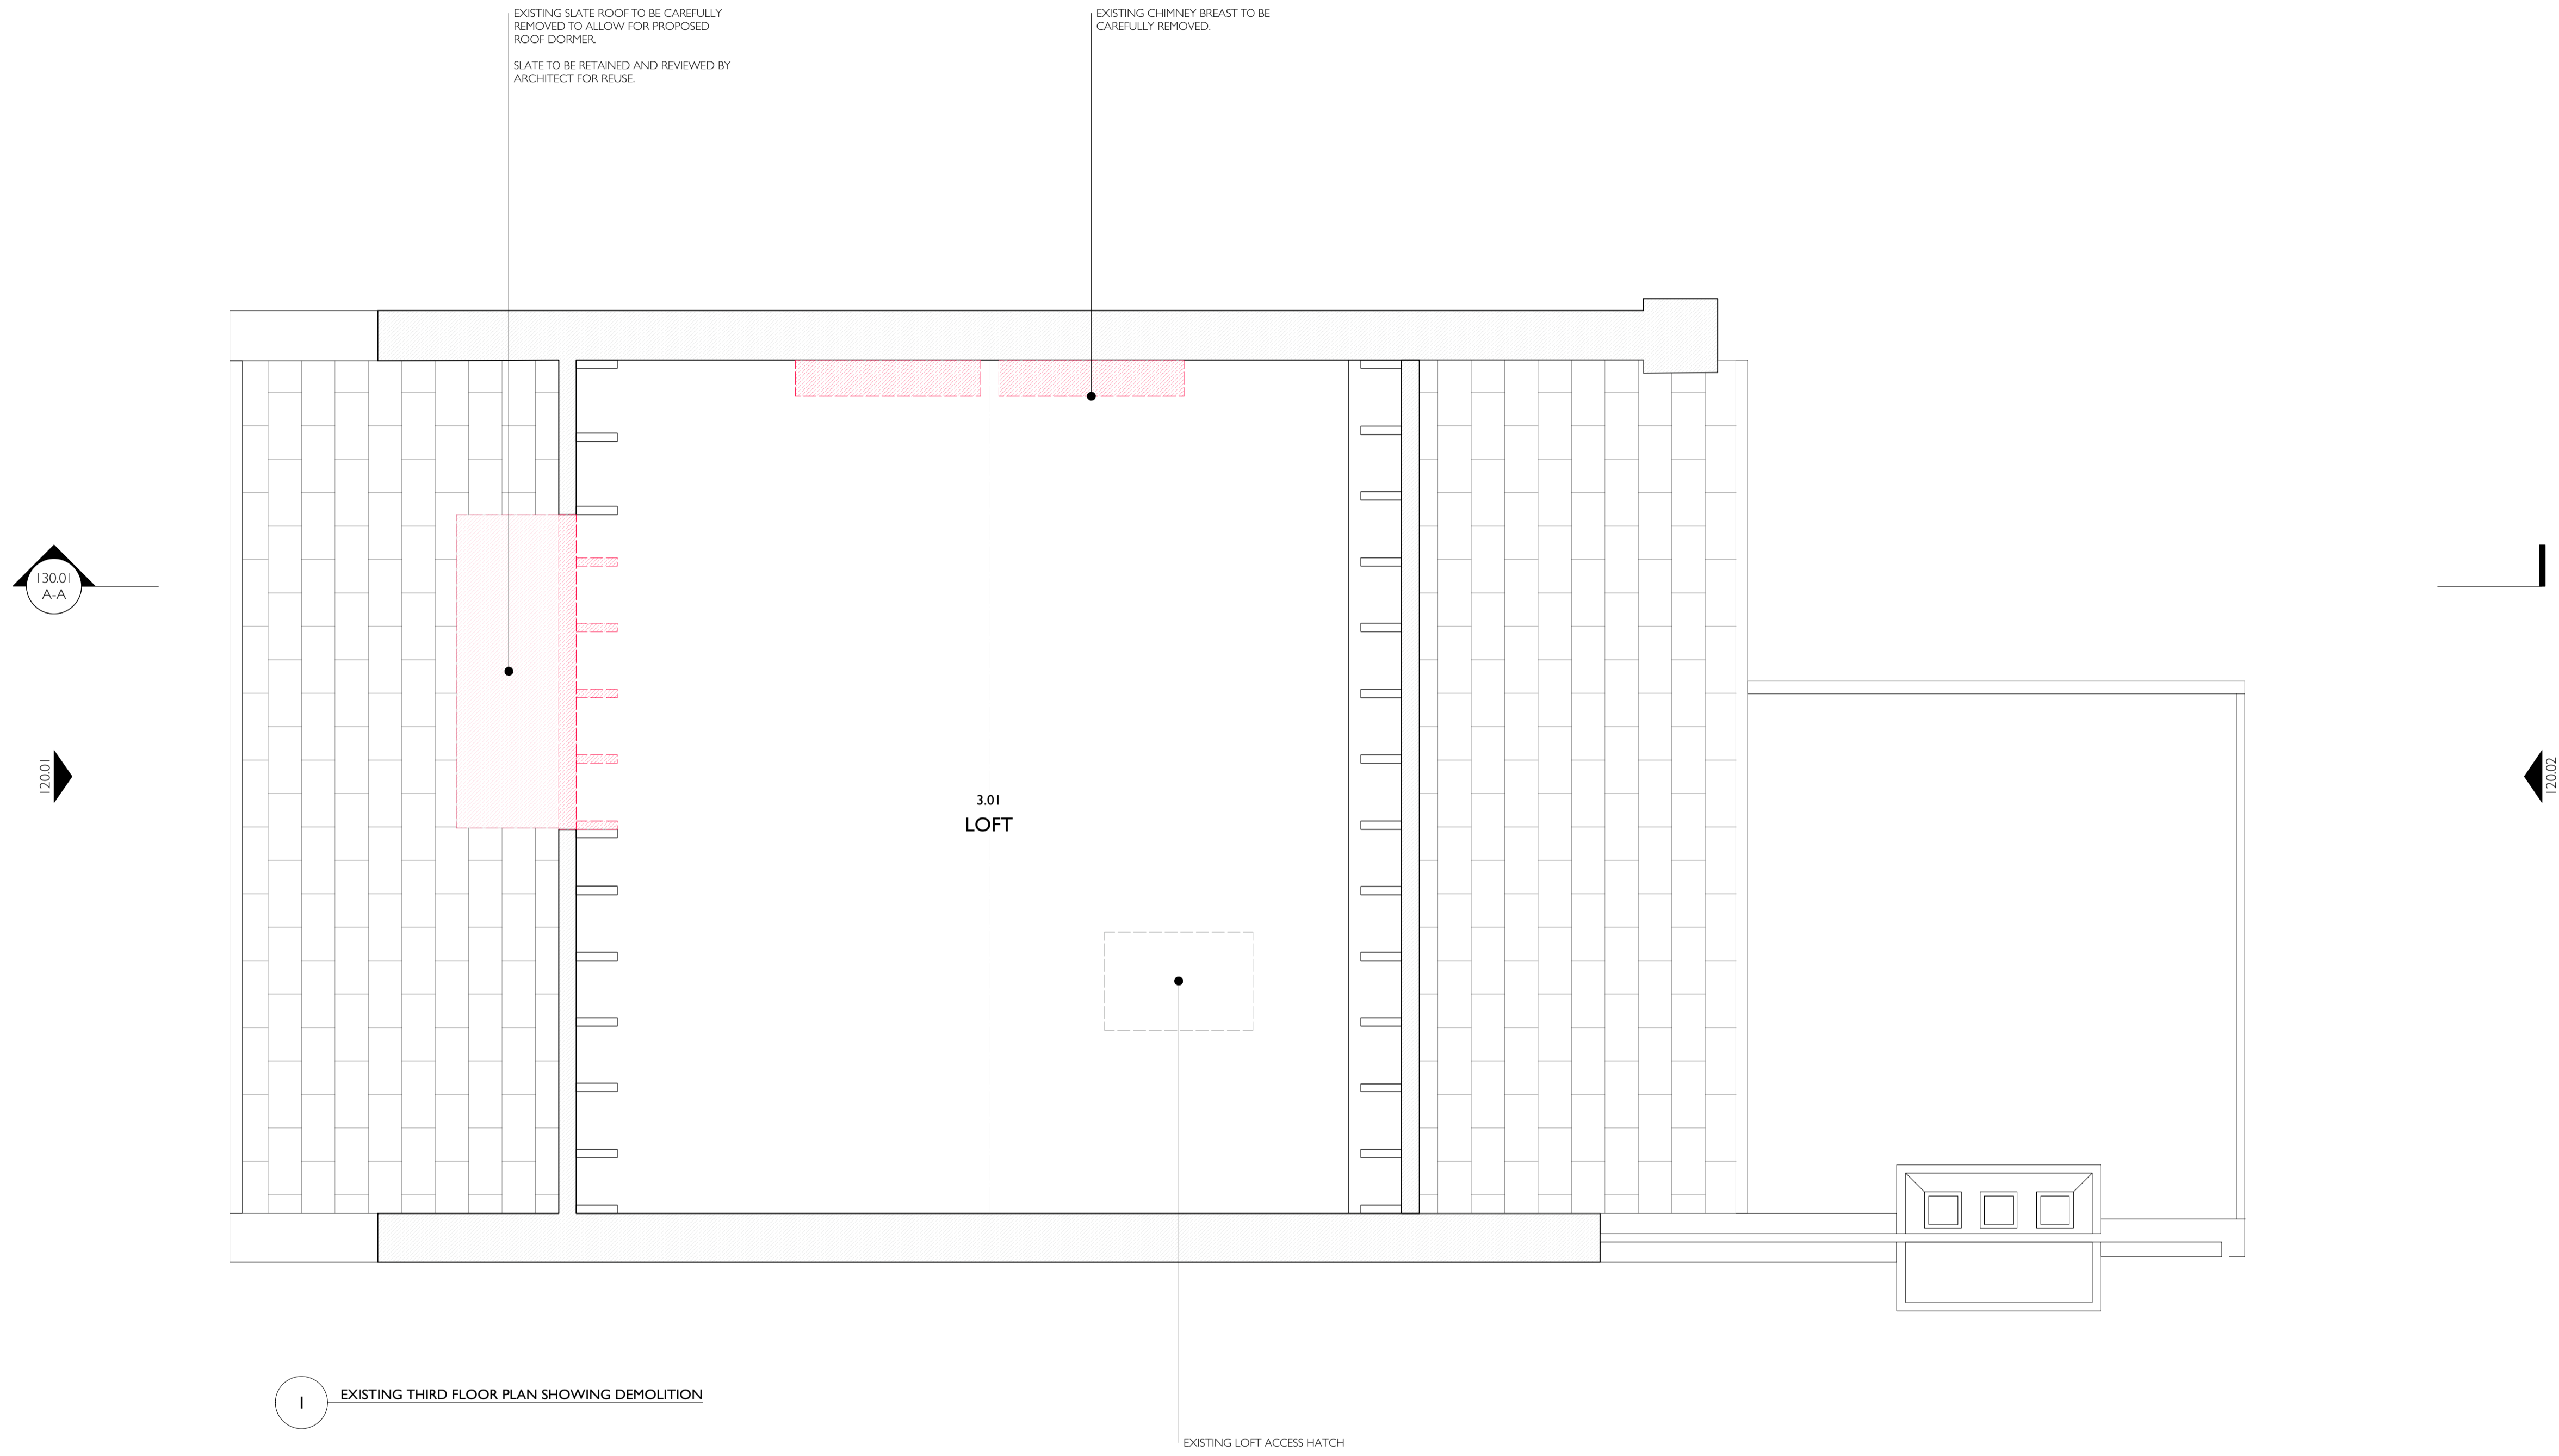 EXISTING SLATE ROOF TO BE CAREFULLY
REMOVED TO ALLOW FOR PROPOSED
ROOF DORMER.
SLATE TO BE RETAINED AND REVIEWED BY
ARCHITECT FOR REUSE.
EXISTING CHIMNEY BREAST TO BE
CAREFULLY REMOVED.
130.01
A-A
120.01
120.02
3.01
LOFT
1
EXISTING THIRD FLOOR PLAN SHOWING DEMOLITION
EXISTING LOFT ACCESS HATCH